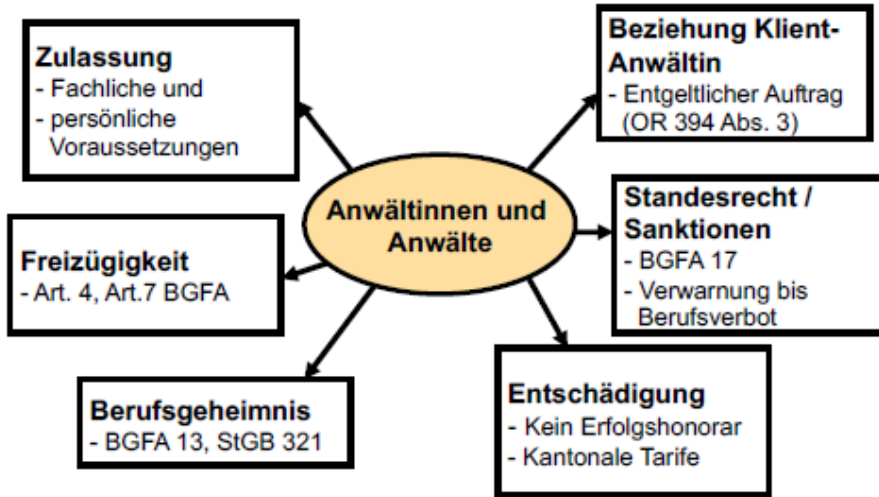 Zulassung
- Fachliche und
- persönliche
Voraussetzungen
Beziehung Klient-
Anwältin
- Entgeltlicher Auftrag
(OR 394 Abs. 3)
Anwältinnen und
Anwälte
Freizügigkeit
- Art. 4, Art.7 BGFA
Standesrecht /
Sanktionen
- BGFA 17
- Verwarnung bis
Berufsverbot
Berufsgeheimnis
- BGFA 13, StGB 321
Entschädigung
- Kein Erfolgshonorar
- Kantonale Tarife